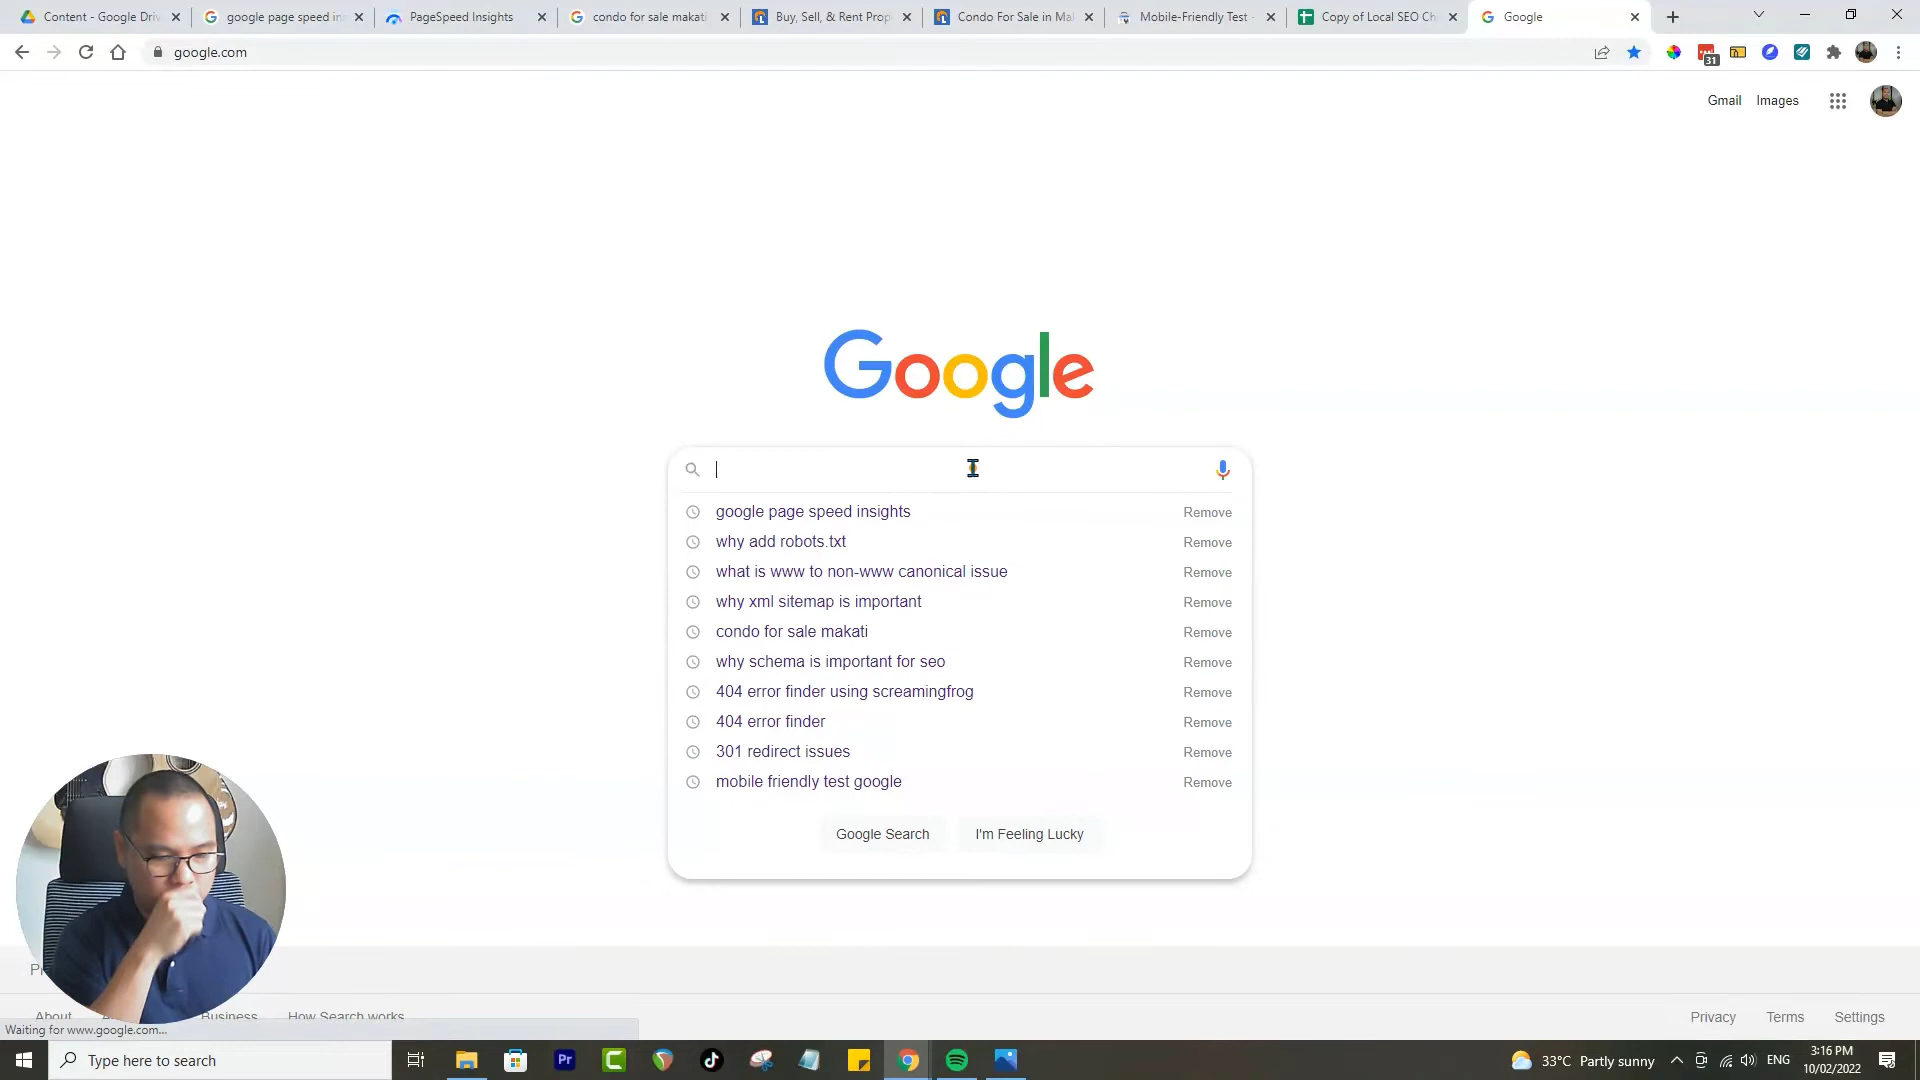 Content - Google Driv
google page speed in
PageSpeed Insights
condo for sale makati
Buy, Sell, & Rent Prop
Condo For Sale in Mal
Mobile-Friendly Test -
Copy of Local SEO Ch
Google
google.com
31
Gmail
Images
Google
google page speed insights
Remove
why add robots.txt
Remove
what is www to non-www canonical issue
Remove
why xml sitemap is important
Remove
condo for sale makati
Remove
why schema is important for seo
Remove
404 error finder using screamingfrog
Remove
404 error finder
Remove
301 redirect issues
Remove
mobile friendly test google
Remove
Google Search
I'm Feeling Lucky
About
Business
How Search works
Privacy
Terms
Settings
Waiting for www.google.com...
Type here to search
Pr
33°C Partly sunny
ENG
3:16 PM
10/02/2022